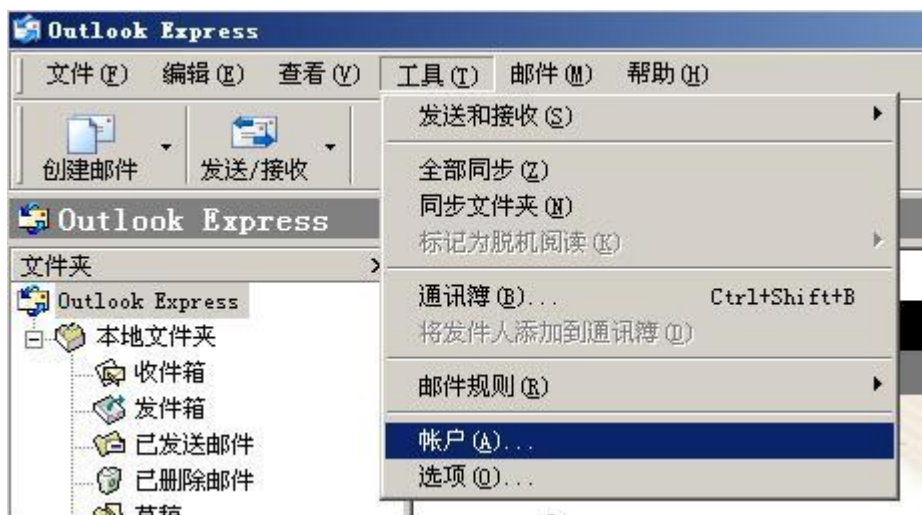 Outlook Express
文件(F) 编辑(E) 查看(V) 工具(T) 邮件(M) 帮助(H)
创建邮件 发送/接收
Outlook Express
文件夹
Outlook Express
本地文件夹
收件箱
发件箱
已发送邮件
已删除邮件
草稿
发送和接收(S)
全部同步(Z)
同步文件夹(N)
标记为脱机阅读(K)
通讯簿(B)... Ctrl+Shift+B
将发件人添加到通讯簿(D)
邮件规则(R)
帐户(A)...
选项(O)...